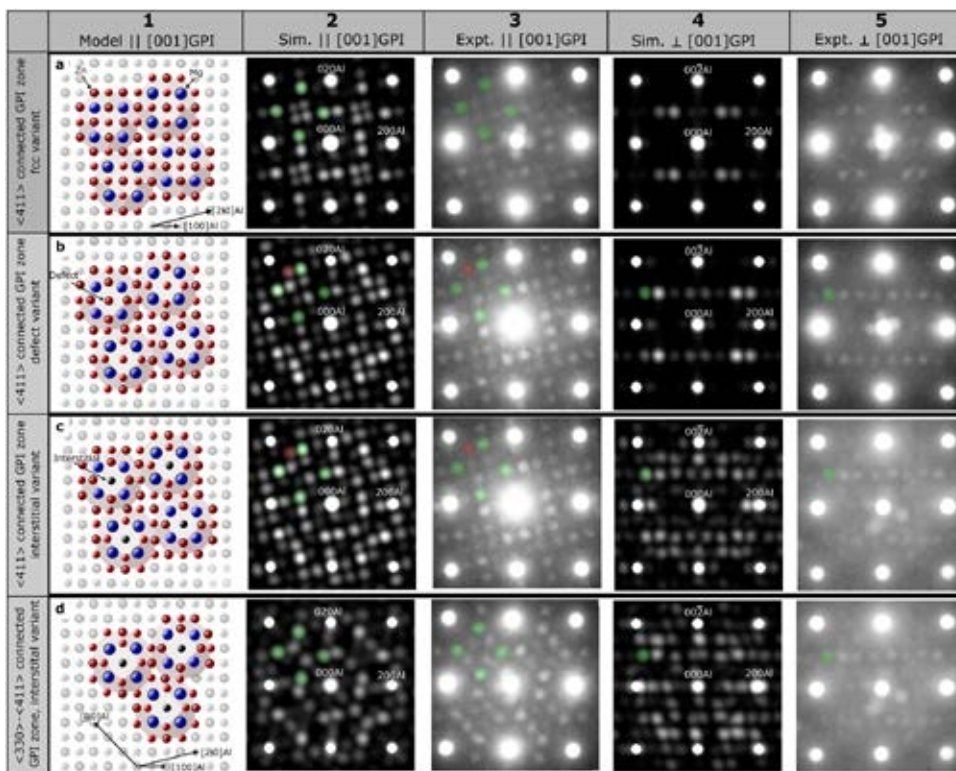 1
Model || [001]GPI
2
Sim. || [001]GPI
3
Expt. || [001]GPI
4
Sim. ⊥ [001]GPI
5
Expt. ⊥ [001]GPI
<411> connected GPI zone
fcc variant
a
Zn
Mg
[100]Al
020Al
000Al
200Al
002Al
000Al
200Al
<411> connected GPI zone
defect variant
b
Defect
020Al
000Al
200Al
002Al
000Al
200Al
<411> connected GPI zone
interstitial variant
c
Interstitial
020Al
000Al
200Al
002Al
000Al
200Al
<330>-<411> connected
GPI zone, interstitial variant
d
[100]Al
020Al
000Al
200Al
002Al
000Al
200Al